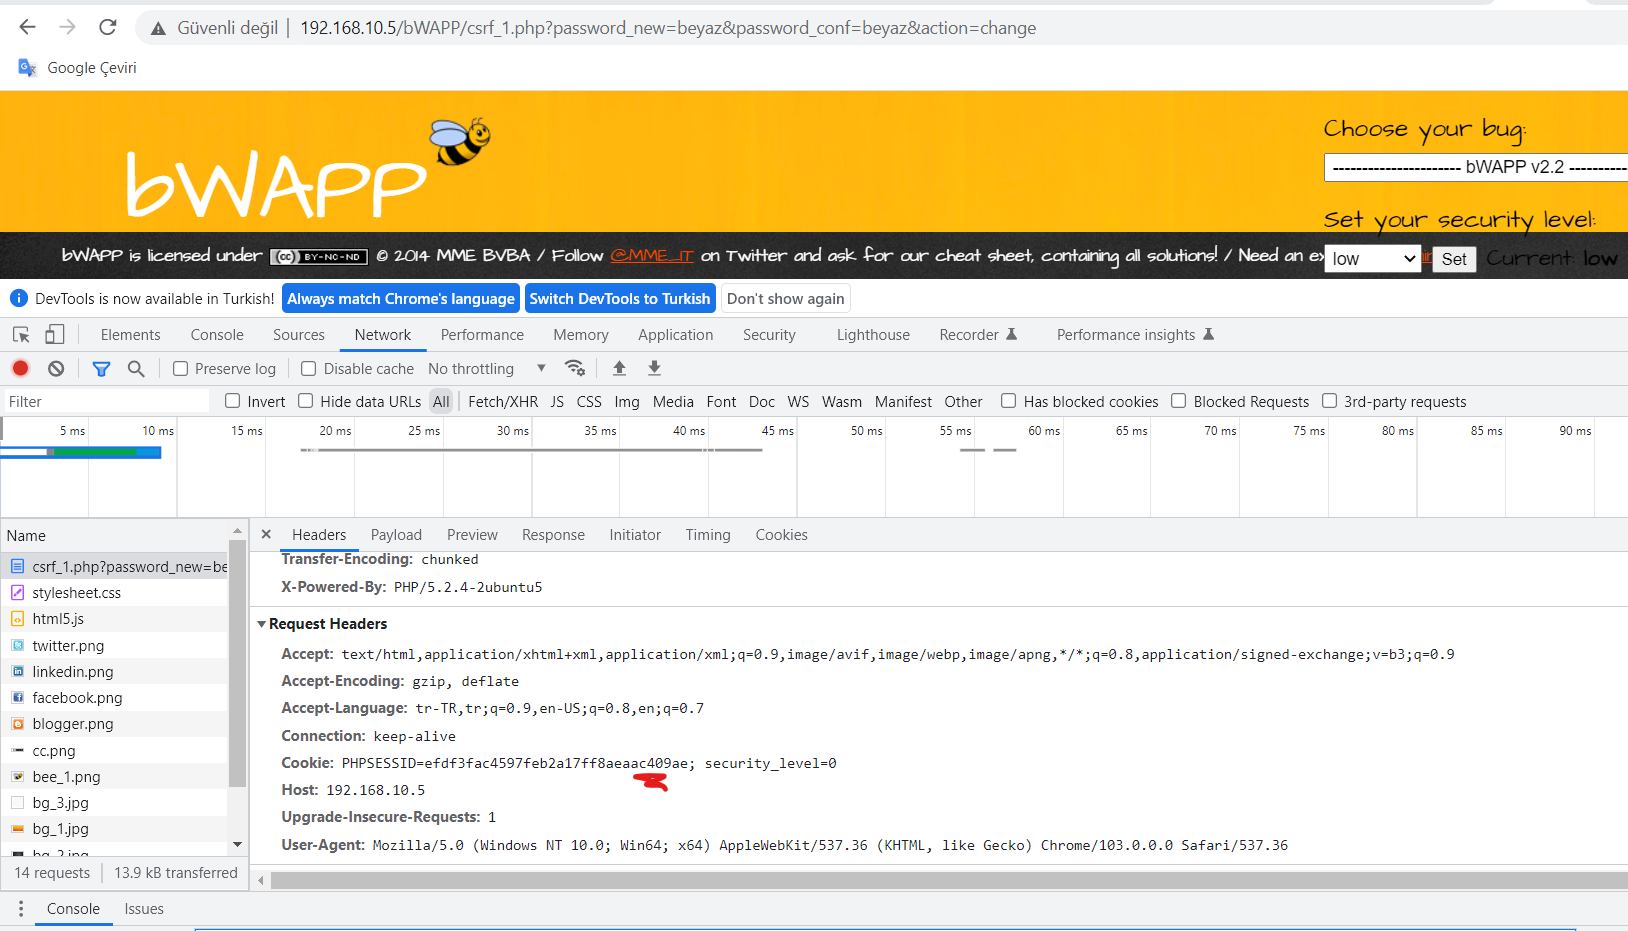 Güvenli değil | 192.168.10.5/bWAPP/csrf_1.php?password_new=beyaz&password_conf=beyaz&action=change
Google Çeviri
Choose your bug:
bWAPP
---------------------- bWAPP v2.2 ----------
Set your security level:
bWAPP is licensed under (cc) BY-NC-ND © 2014 MME BVBA / Follow @MME_IT on Twitter and ask for our cheat sheet, containing all solutions! / Need an ex
low Set Current: low
DevTools is now available in Turkish! Always match Chrome's language Switch DevTools to Turkish Don't show again
Elements Console Sources Network Performance Memory Application Security Lighthouse Recorder Performance insights
Preserve log Disable cache No throttling
Filter Invert Hide data URLs All Fetch/XHR JS CSS Img Media Font Doc WS Wasm Manifest Other Has blocked cookies Blocked Requests 3rd-party requests
5 ms 10 ms 15 ms 20 ms 25 ms 30 ms 35 ms 40 ms 45 ms 50 ms 55 ms 60 ms 65 ms 70 ms 75 ms 80 ms 85 ms 90 ms
Name
csrf_1.php?password_new=be
stylesheet.css
html5.js
twitter.png
linkedin.png
facebook.png
blogger.png
cc.png
bee_1.png
bg_3.jpg
bg_1.jpg
bg_2.jpg
14 requests 13.9 kB transferred
Headers Payload Preview Response Initiator Timing Cookies
Transfer-Encoding: chunked
X-Powered-By: PHP/5.2.4-2ubuntu5
Request Headers
Accept: text/html,application/xhtml+xml,application/xml;q=0.9,image/avif,image/webp,image/apng,*/*;q=0.8,application/signed-exchange;v=b3;q=0.9
Accept-Encoding: gzip, deflate
Accept-Language: tr-TR,tr;q=0.9,en-US;q=0.8,en;q=0.7
Connection: keep-alive
Cookie: PHPSESSID=efdf3fac4597feb2a17ff8aeaac409ae; security_level=0
Host: 192.168.10.5
Upgrade-Insecure-Requests: 1
User-Agent: Mozilla/5.0 (Windows NT 10.0; Win64; x64) AppleWebKit/537.36 (KHTML, like Gecko) Chrome/103.0.0.0 Safari/537.36
Console Issues